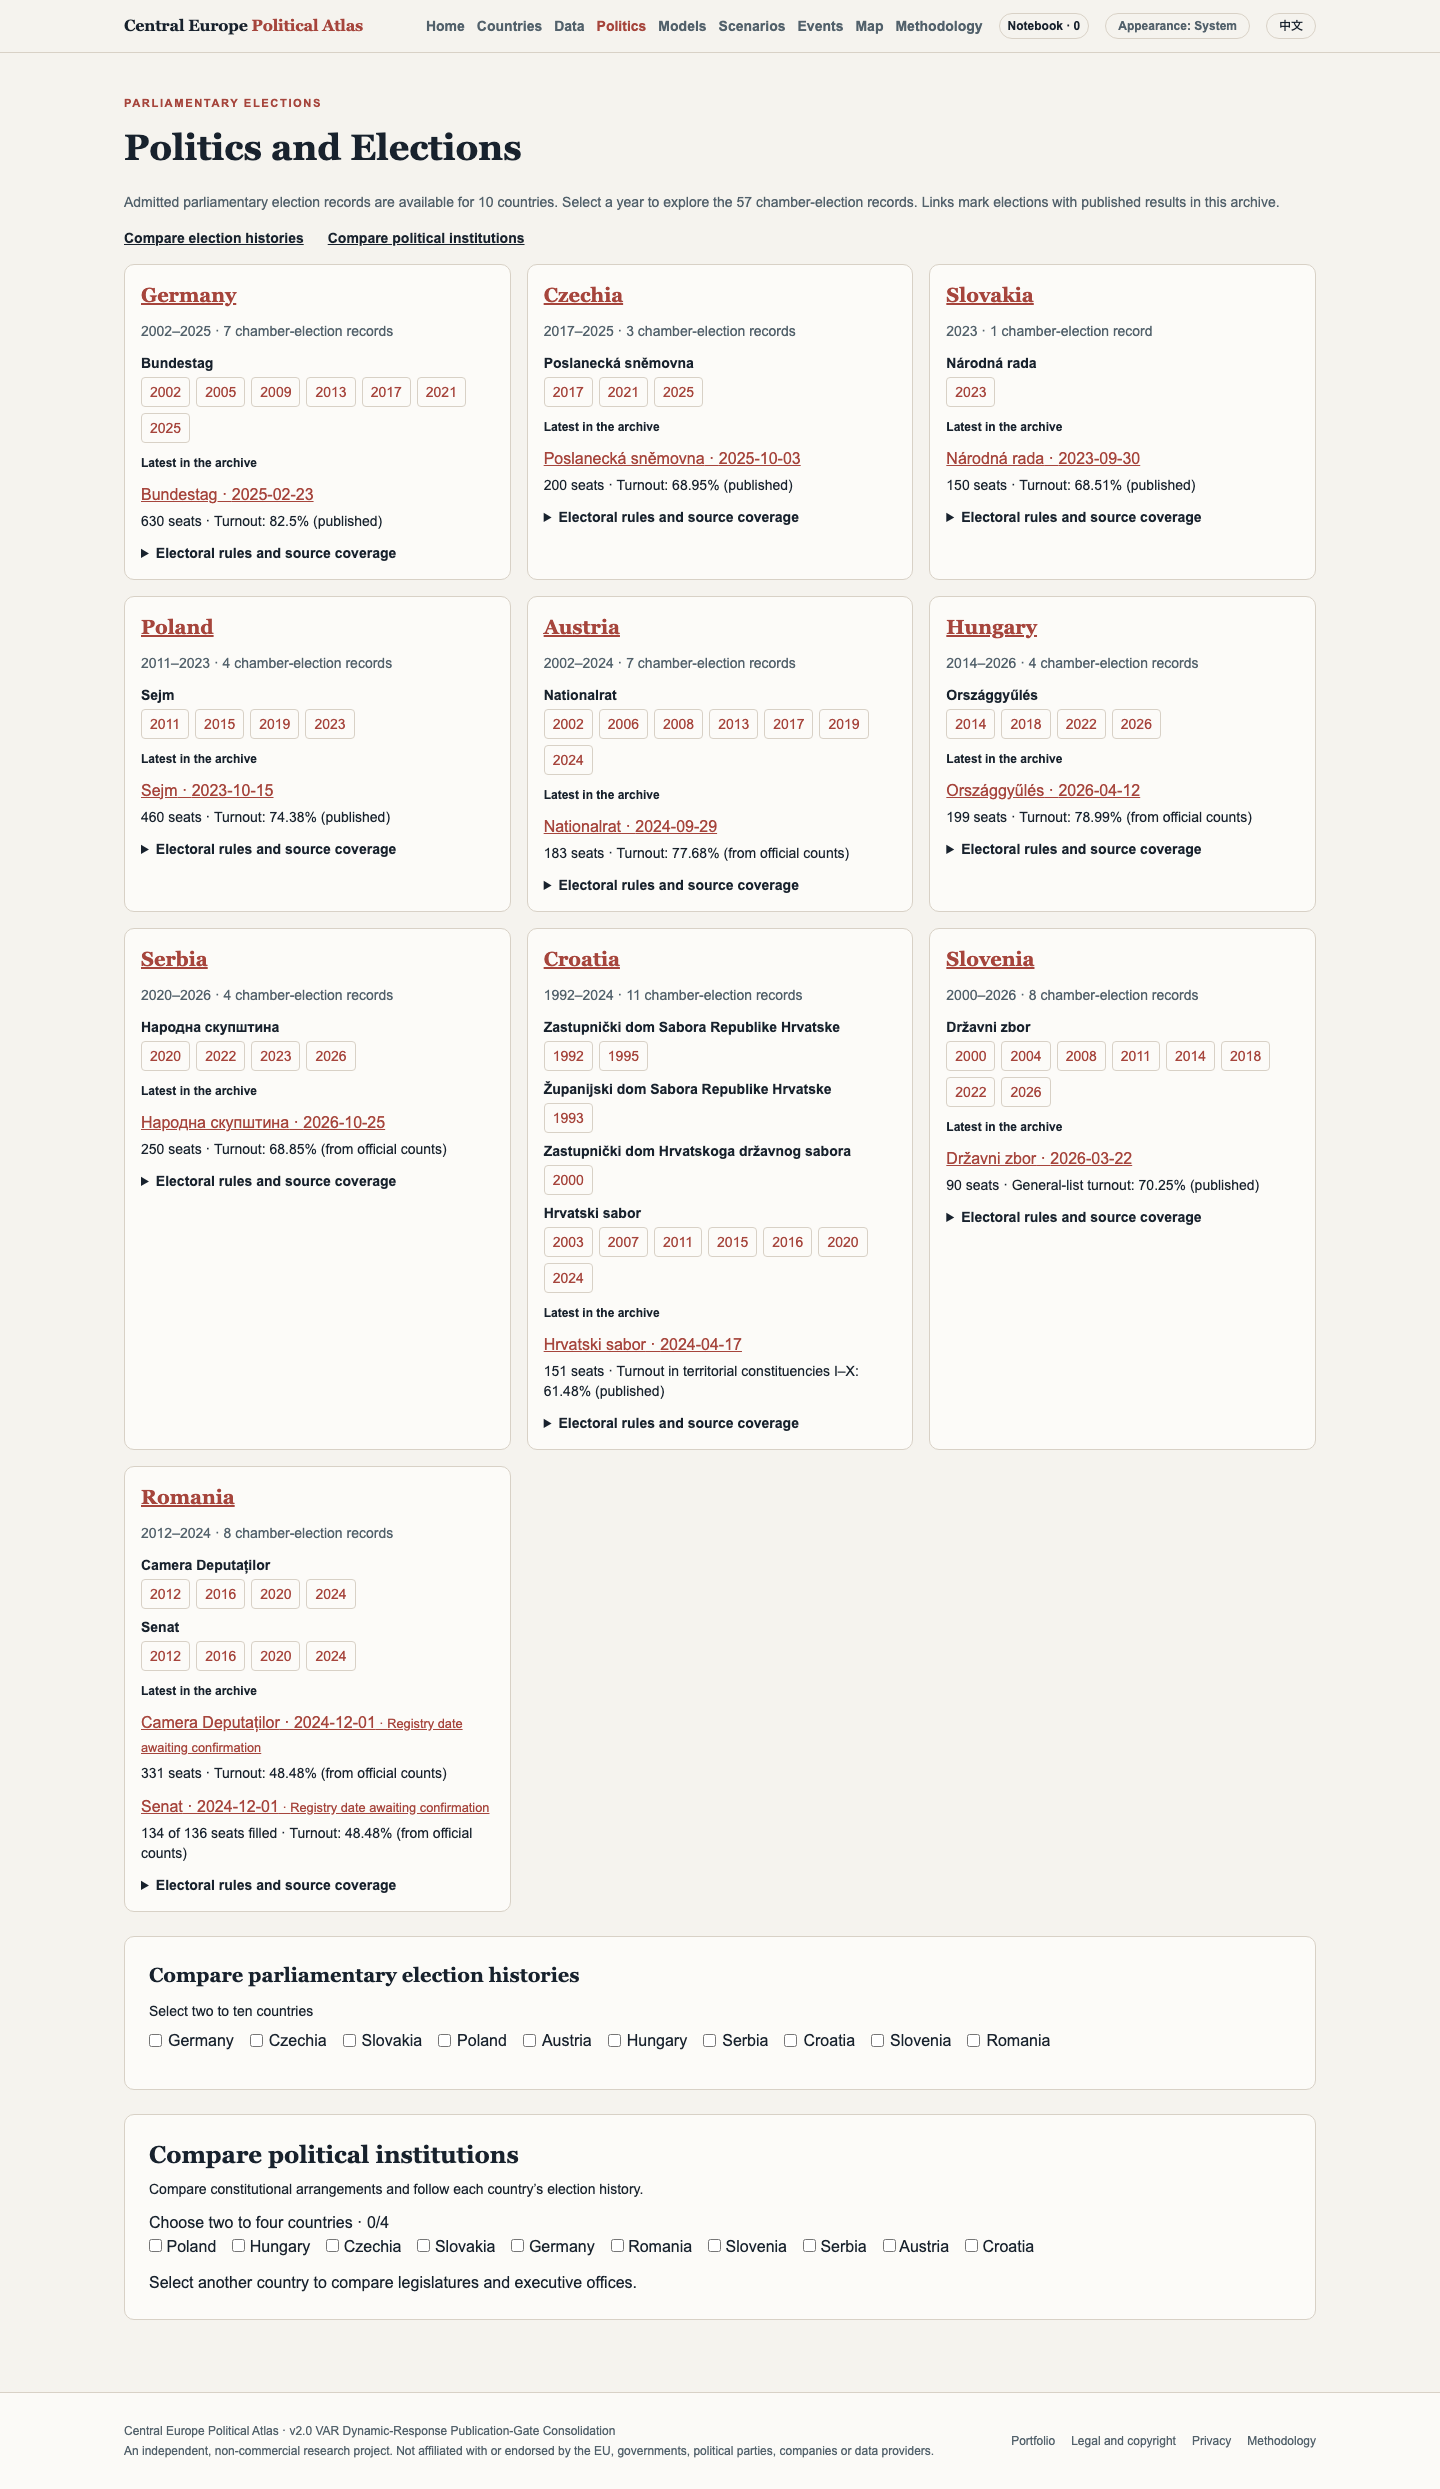 Central Europe Political Atlas
Home Countries Data Politics Models Scenarios Events Map Methodology Notebook · 0 Appearance: System 中文
PARLIAMENTARY ELECTIONS
Politics and Elections
Admitted parliamentary election records are available for 10 countries. Select a year to explore the 57 chamber-election records. Links mark elections with published results in this archive.
Compare election histories Compare political institutions
Germany
2002–2025 · 7 chamber-election records
Bundestag
2002 2005 2009 2013 2017 2021
2025
Latest in the archive
Bundestag · 2025-02-23
630 seats · Turnout: 82.5% (published)
▶ Electoral rules and source coverage
Czechia
2017–2025 · 3 chamber-election records
Poslanecká sněmovna
2017 2021 2025
Latest in the archive
Poslanecká sněmovna · 2025-10-03
200 seats · Turnout: 68.95% (published)
▶ Electoral rules and source coverage
Slovakia
2023 · 1 chamber-election record
Národná rada
2023
Latest in the archive
Národná rada · 2023-09-30
150 seats · Turnout: 68.51% (published)
▶ Electoral rules and source coverage
Poland
2011–2023 · 4 chamber-election records
Sejm
2011 2015 2019 2023
Latest in the archive
Sejm · 2023-10-15
460 seats · Turnout: 74.38% (published)
▶ Electoral rules and source coverage
Austria
2002–2024 · 7 chamber-election records
Nationalrat
2002 2006 2008 2013 2017 2019
2024
Latest in the archive
Nationalrat · 2024-09-29
183 seats · Turnout: 77.68% (from official counts)
▶ Electoral rules and source coverage
Hungary
2014–2026 · 4 chamber-election records
Országgyűlés
2014 2018 2022 2026
Latest in the archive
Országgyűlés · 2026-04-12
199 seats · Turnout: 78.99% (from official counts)
▶ Electoral rules and source coverage
Serbia
2020–2026 · 4 chamber-election records
Народна скупштина
2020 2022 2023 2026
Latest in the archive
Народна скупштина · 2026-10-25
250 seats · Turnout: 68.85% (from official counts)
▶ Electoral rules and source coverage
Croatia
1992–2024 · 11 chamber-election records
Zastupnički dom Sabora Republike Hrvatske
1992 1995
Županijski dom Sabora Republike Hrvatske
1993
Zastupnički dom Hrvatskoga državnog sabora
2000
Hrvatski sabor
2003 2007 2011 2015 2016 2020
2024
Latest in the archive
Hrvatski sabor · 2024-04-17
151 seats · Turnout in territorial constituencies I–X:
61.48% (published)
▶ Electoral rules and source coverage
Slovenia
2000–2026 · 8 chamber-election records
Državni zbor
2000 2004 2008 2011 2014 2018
2022 2026
Latest in the archive
Državni zbor · 2026-03-22
90 seats · General-list turnout: 70.25% (published)
▶ Electoral rules and source coverage
Romania
2012–2024 · 8 chamber-election records
Camera Deputaților
2012 2016 2020 2024
Senat
2012 2016 2020 2024
Latest in the archive
Camera Deputaților · 2024-12-01 · Registry date
awaiting confirmation
331 seats · Turnout: 48.48% (from official counts)
Senat · 2024-12-01 · Registry date awaiting confirmation
134 of 136 seats filled · Turnout: 48.48% (from official
counts)
▶ Electoral rules and source coverage
Compare parliamentary election histories
Select two to ten countries
Germany Czechia Slovakia Poland Austria Hungary Serbia Croatia Slovenia Romania
Compare political institutions
Compare constitutional arrangements and follow each country’s election history.
Choose two to four countries · 0/4
Poland Hungary Czechia Slovakia Germany Romania Slovenia Serbia Austria Croatia
Select another country to compare legislatures and executive offices.
Central Europe Political Atlas · v2.0 VAR Dynamic-Response Publication-Gate Consolidation
An independent, non-commercial research project. Not affiliated with or endorsed by the EU, governments, political parties, companies or data providers.
Portfolio Legal and copyright Privacy Methodology